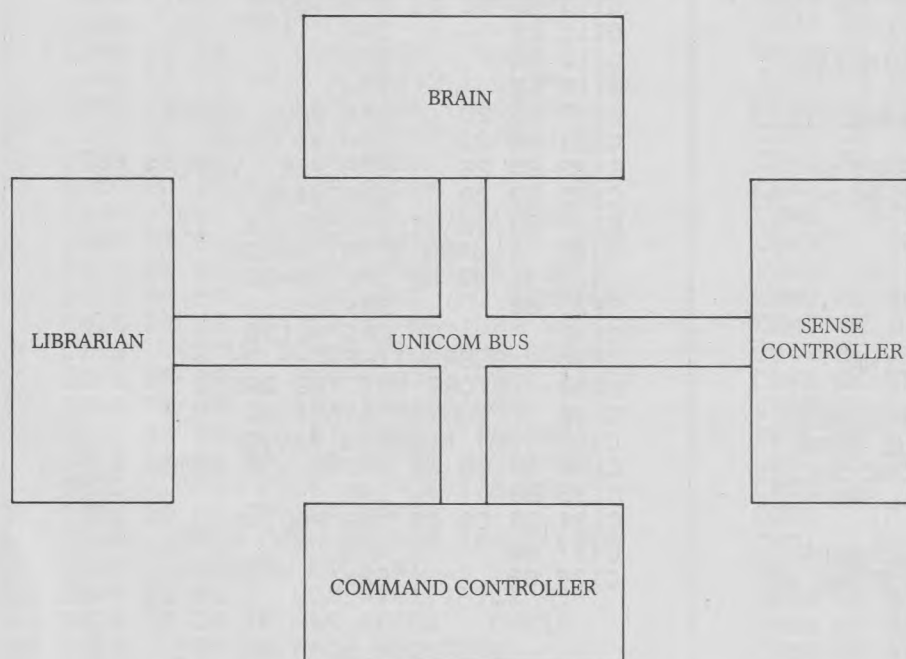 BRAIN
LIBRARIAN
UNICOM BUS
SENSE
CONTROLLER
COMMAND CONTROLLER